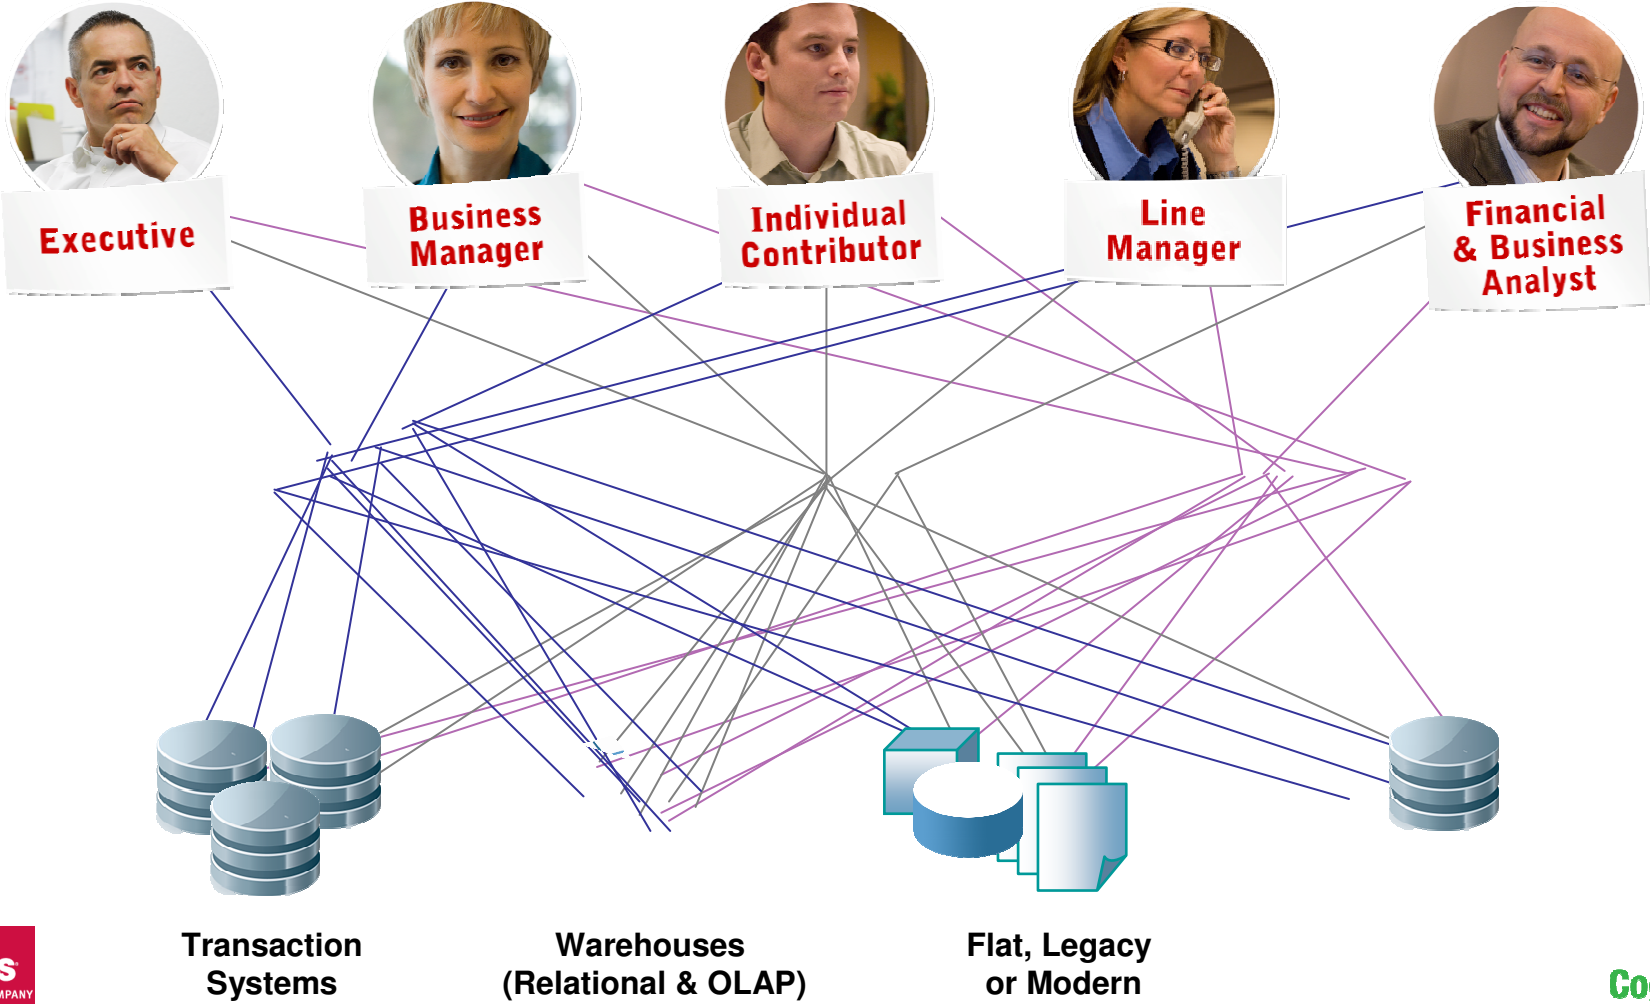 Executive
Business
Manager
Individual
Contributor
Line
Manager
Financial
& Business
Analyst
Transaction
Systems
Warehouses
(Relational & OLAP)
Flat, Legacy
or Modern